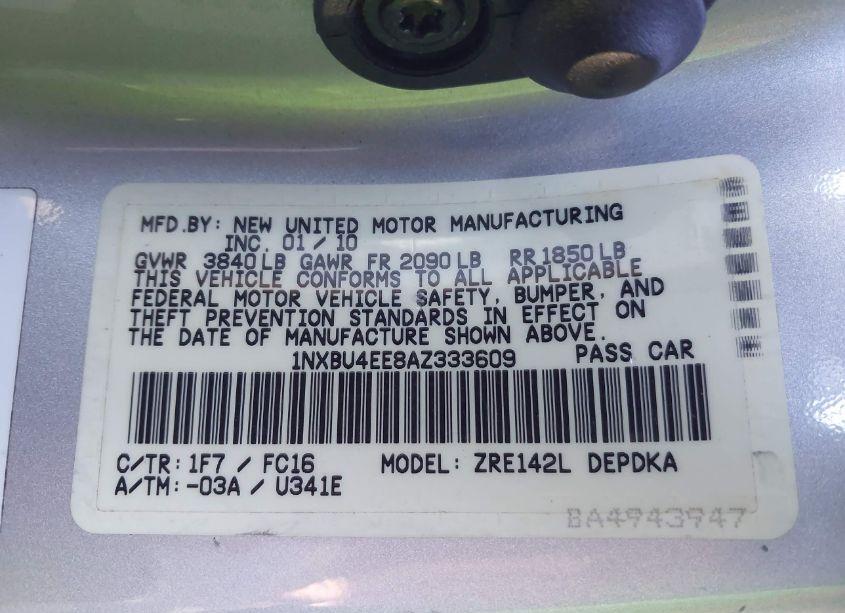 MFD.BY: NEW UNITED MOTOR MANUFACTURING
INC. 01 / 10
GVWR 3840 LB GAWR FR 2090 LB RR 1850 LB
THIS VEHICLE CONFORMS TO ALL APPLICABLE
FEDERAL MOTOR VEHICLE SAFETY, BUMPER, AND
THEFT PREVENTION STANDARDS IN EFFECT ON
THE DATE OF MANUFACTURE SHOWN ABOVE.
1NXBU4EE8AZ333609 PASS CAR
C/TR: 1F7 / FC16 MODEL: ZRE142L DEPDKA
A/TM: -03A / U341E
BA4943947